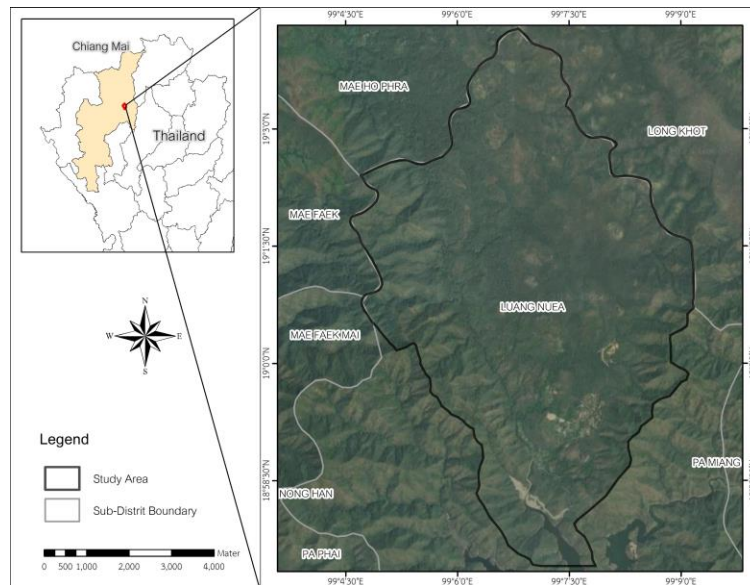 Chiang Mai
Thailand
N
W E
S
Legend
Study Area
Sub-Distrit Boundary
0 500 1,000 2,000 3,000 4,000 Mater
99°4'30"E 99°6'0"E 99°7'30"E 99°9'0"E
MAE HO PHRA
LONG KHOT
MAE FAEK
LUANG NUEA
MAE FAEK MAI
PA MIANG
NONG HAN
PA PHAI
19°3'0"N
19°1'30"N
19°0'0"N
18°58'30"N
99°4'30"E 99°6'0"E 99°7'30"E 99°9'0"E